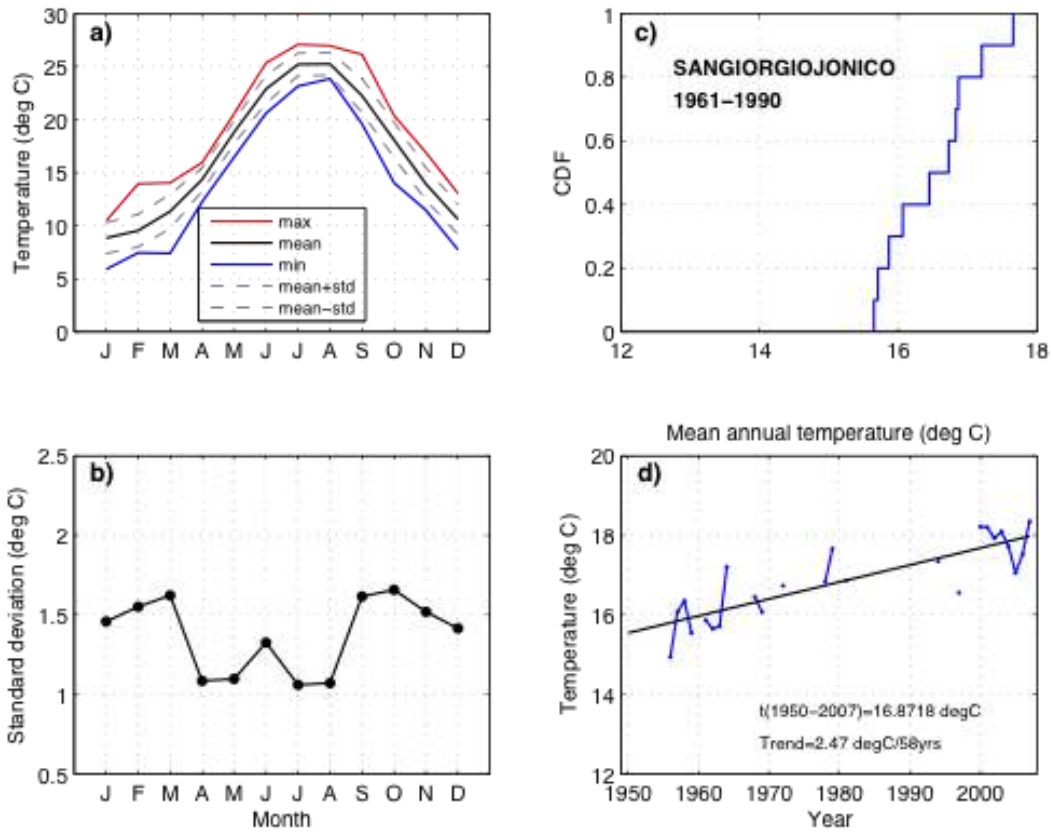 a)
30
25
20
15
10
5
0
Temperature (deg C)
max
mean
min
mean+std
mean−std
J F M A M J J A S O N D
c)
SANGIORGIOJONICO
1961−1990
1
0.8
0.6
0.4
0.2
0
CDF
12 14 16 18
b)
2.5
2
1.5
1
0.5
Standard deviation (deg C)
J F M A M J J A S O N D
Month
Mean annual temperature (deg C)
d)
20
18
16
14
12
Temperature (deg C)
t(1950−2007)=16.8718 degC
Trend=2.47 degC/58yrs
1950 1960 1970 1980 1990 2000
Year